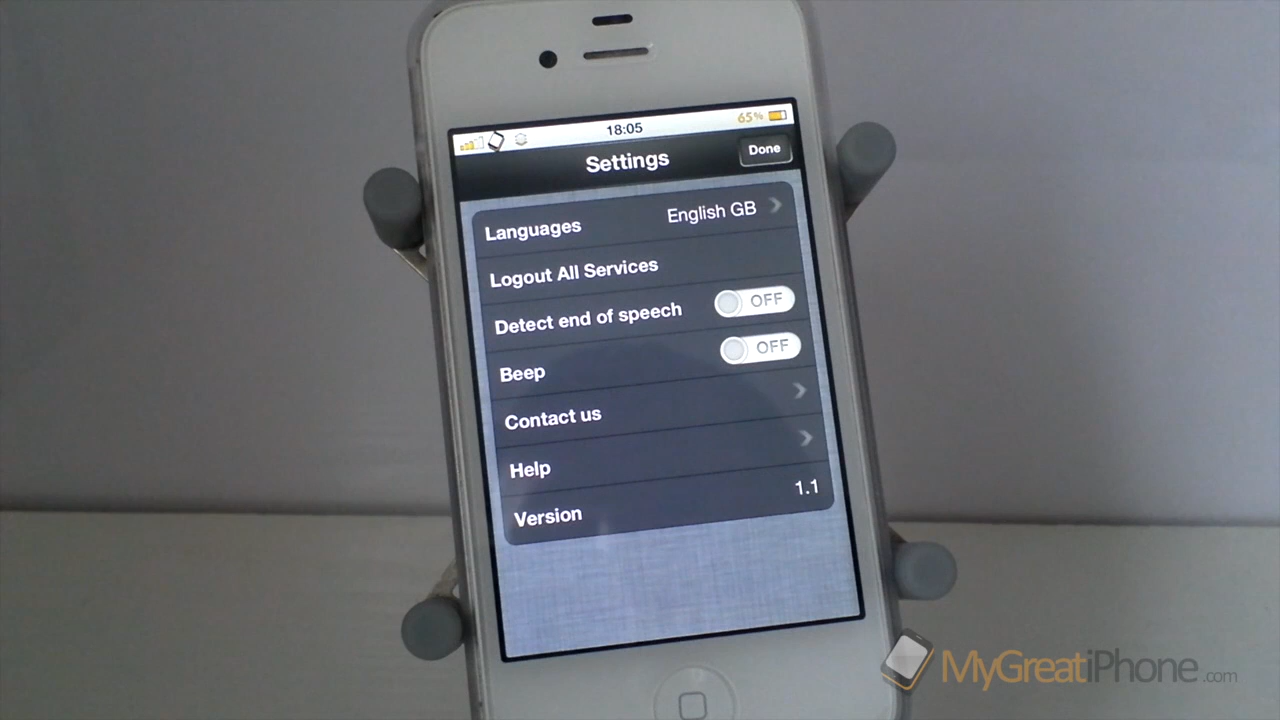 65%
18:05
Settings
Done
Languages English GB
Logout All Services
Detect end of speech OFF
Beep OFF
Contact us
Help
Version 1.1
MyGreatiPhone.com